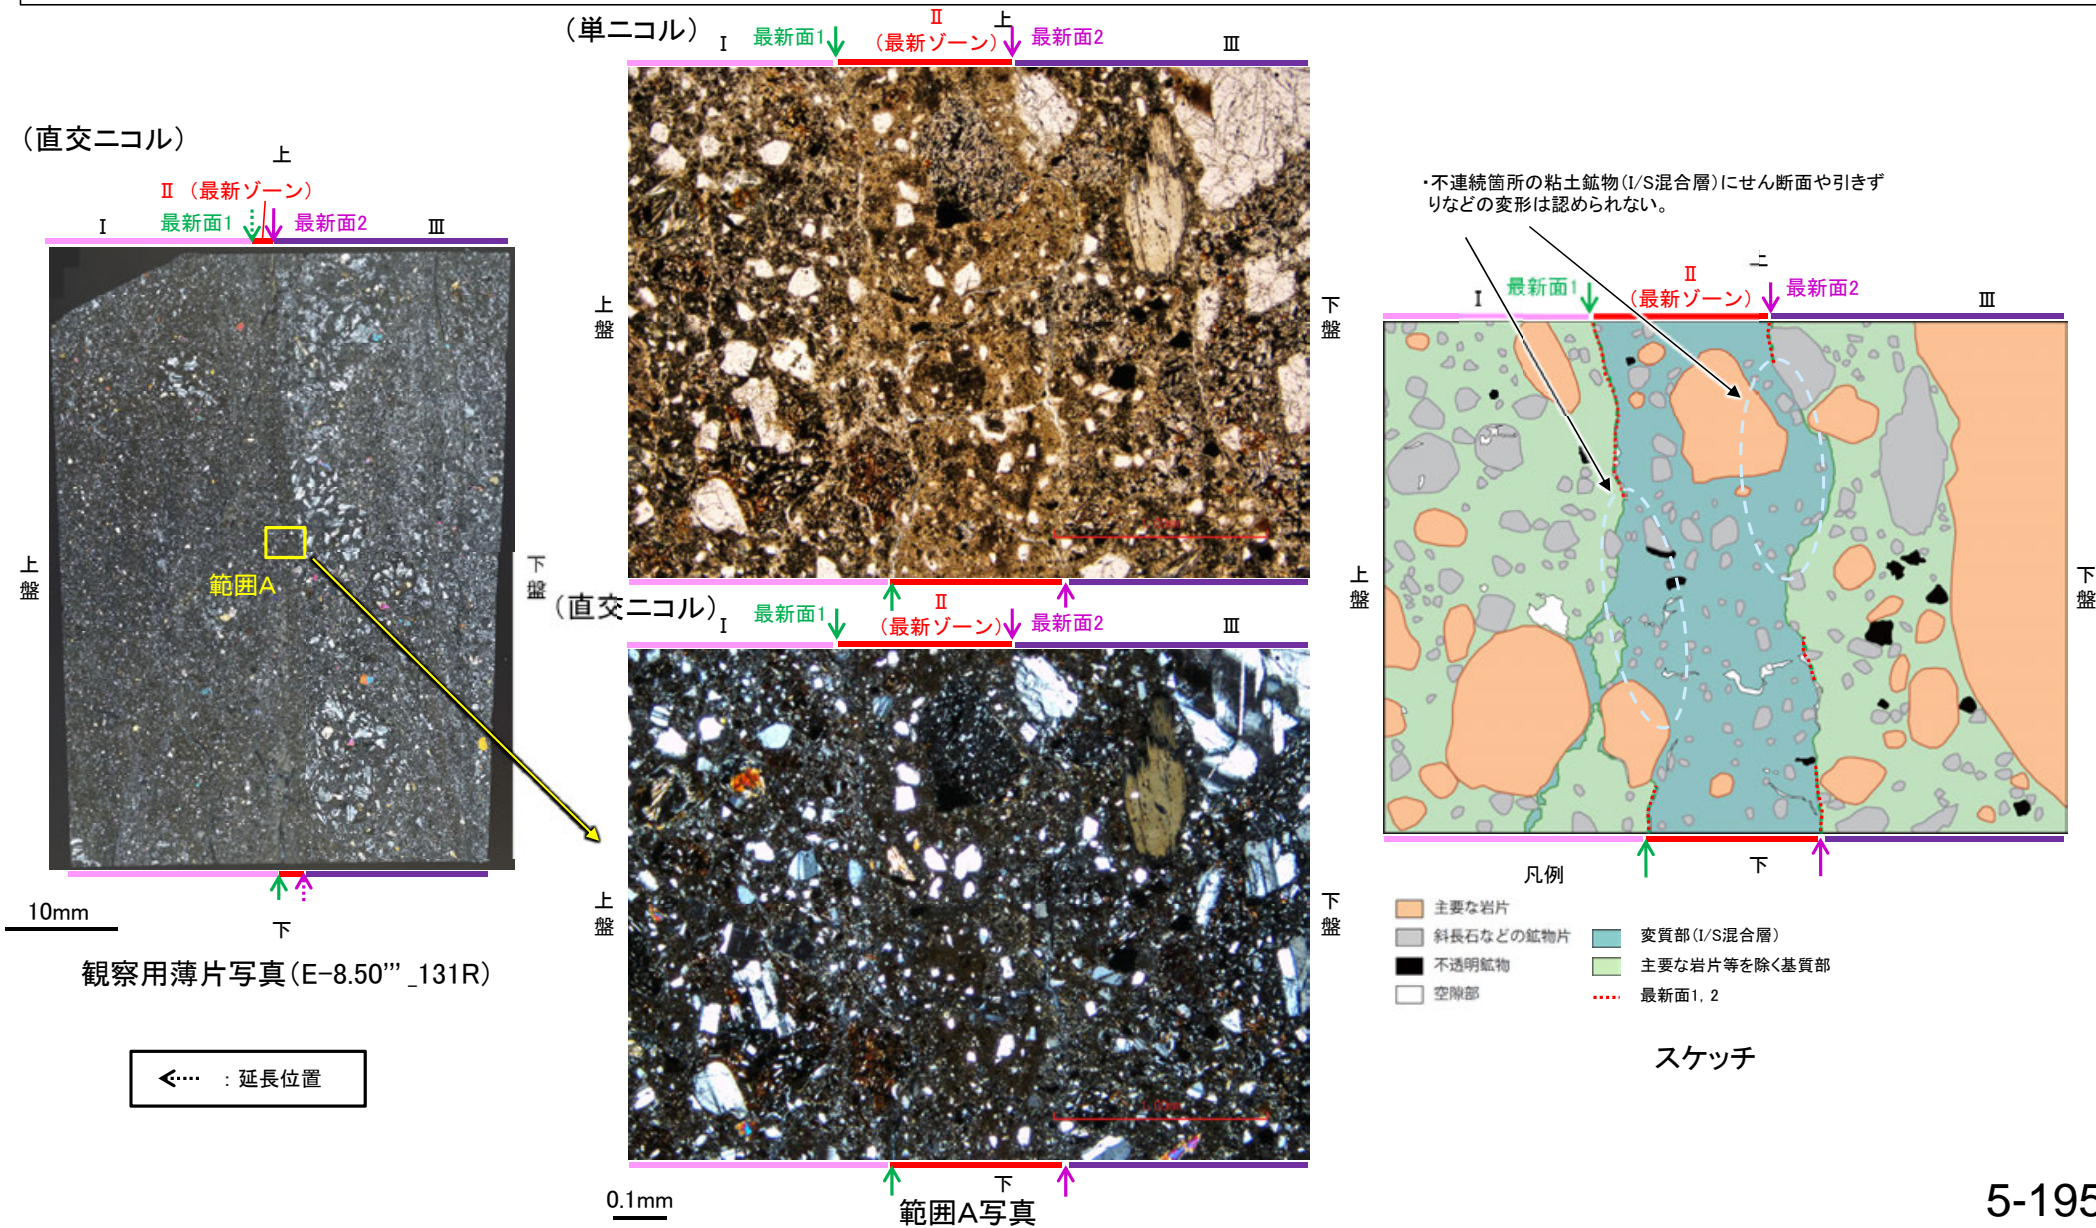 (単ニコル)
Ⅰ
最新面1
Ⅱ
(最新ゾーン)
上
最新面2
Ⅲ
(直交ニコル)
上
Ⅱ (最新ゾーン)
Ⅰ
最新面1
最新面2
Ⅲ
上盤
下盤
範囲A
10mm
下
観察用薄片写真(E-8.50''' _131R)
: 延長位置
上盤
下盤
(直交ニコル)
Ⅰ
最新面1
Ⅱ
(最新ゾーン)
最新面2
Ⅲ
上盤
下盤
0.1mm
下
範囲A写真
・不連続箇所の粘土鉱物(I/S混合層)にせん断面や引きず
りなどの変形は認められない。
上
Ⅰ
最新面1
Ⅱ
(最新ゾーン)
最新面2
Ⅲ
上盤
下盤
下
凡例
主要な岩片
斜長石などの鉱物片
不透明鉱物
空隙部
変質部(I/S混合層)
主要な岩片等を除く基質部
最新面1, 2
スケッチ
5-195